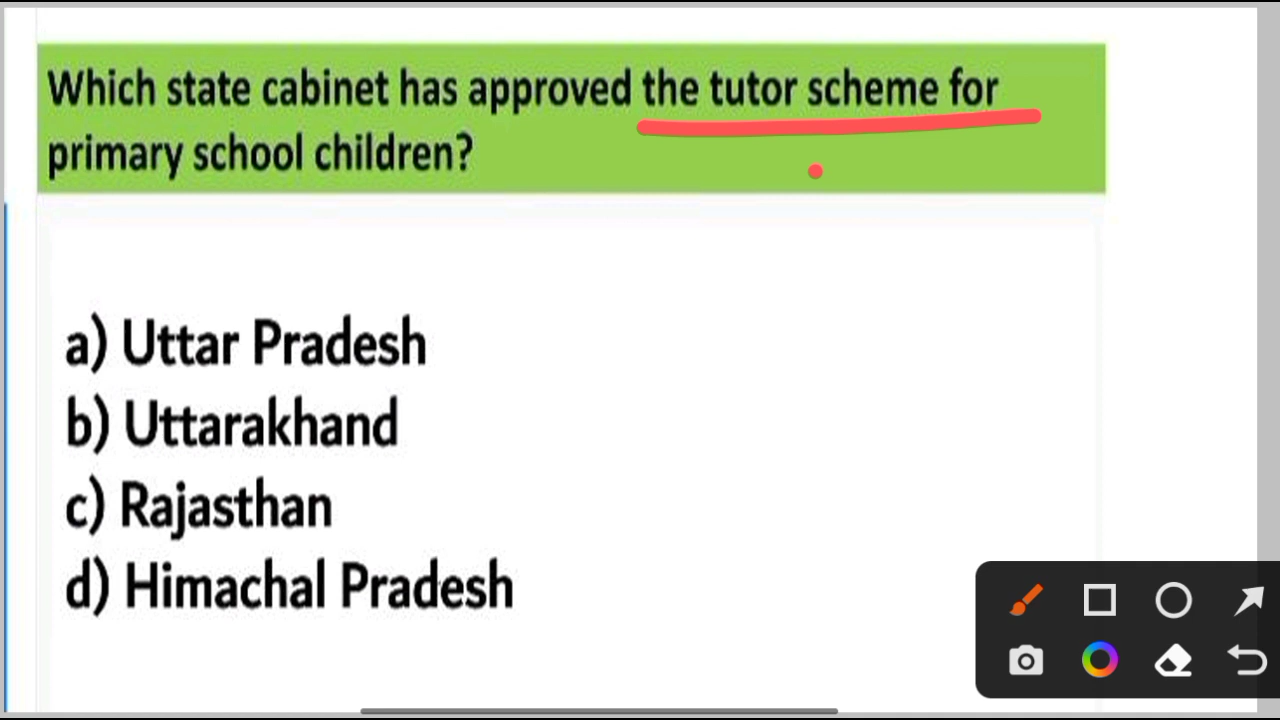 Which state cabinet has approved the tutor scheme for
primary school children?
a) Uttar Pradesh
b) Uttarakhand
c) Rajasthan
d) Himachal Pradesh